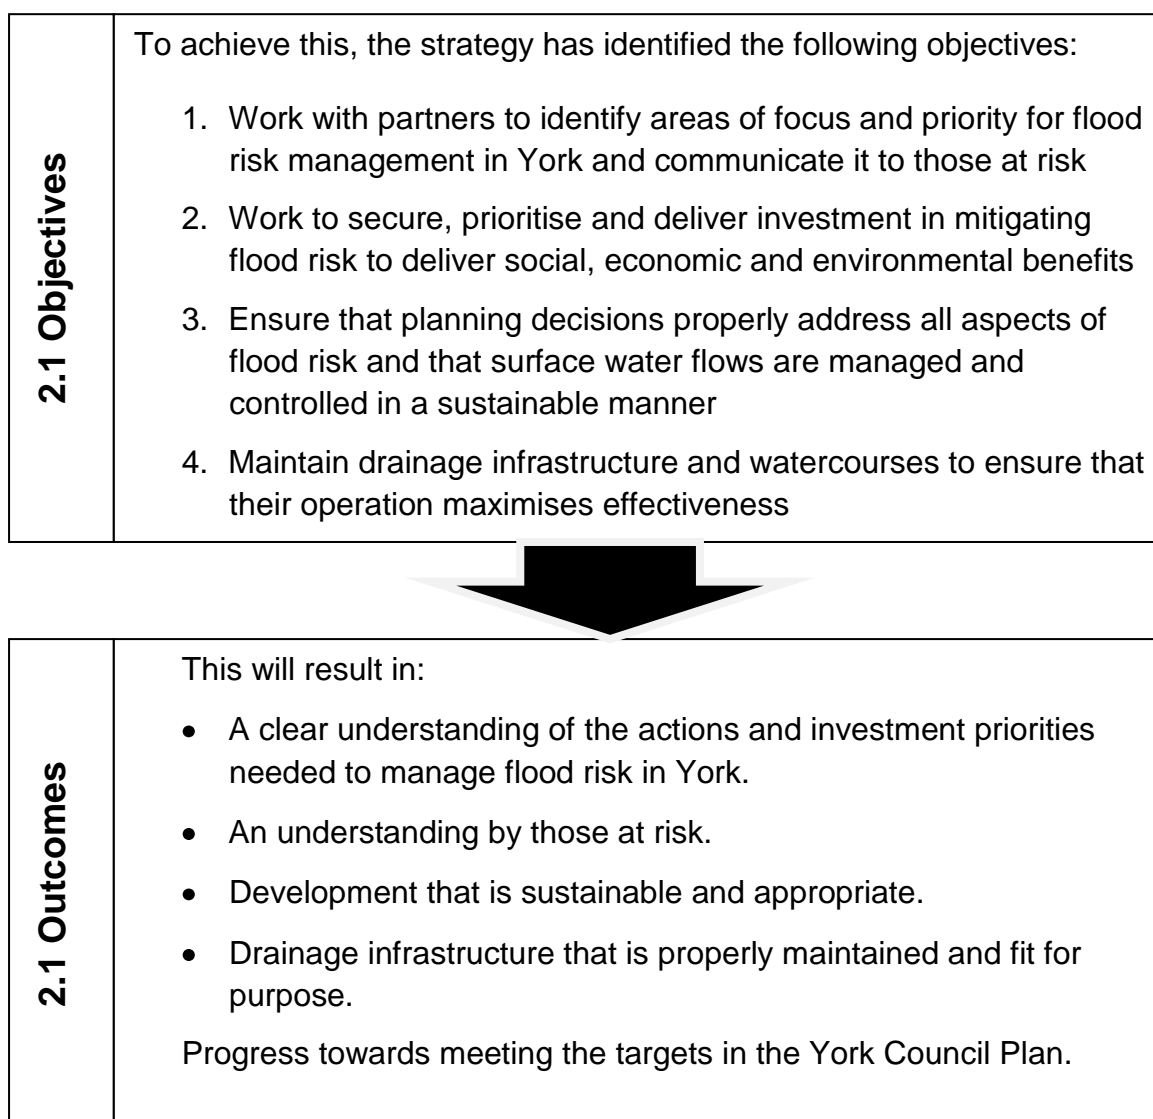 2.1 Objectives
To achieve this, the strategy has identified the following objectives:
1. Work with partners to identify areas of focus and priority for flood
risk management in York and communicate it to those at risk
2. Work to secure, prioritise and deliver investment in mitigating
flood risk to deliver social, economic and environmental benefits
3. Ensure that planning decisions properly address all aspects of
flood risk and that surface water flows are managed and
controlled in a sustainable manner
4. Maintain drainage infrastructure and watercourses to ensure that
their operation maximises effectiveness
2.1 Outcomes
This will result in:
• A clear understanding of the actions and investment priorities
needed to manage flood risk in York.
• An understanding by those at risk.
• Development that is sustainable and appropriate.
• Drainage infrastructure that is properly maintained and fit for
purpose.
Progress towards meeting the targets in the York Council Plan.